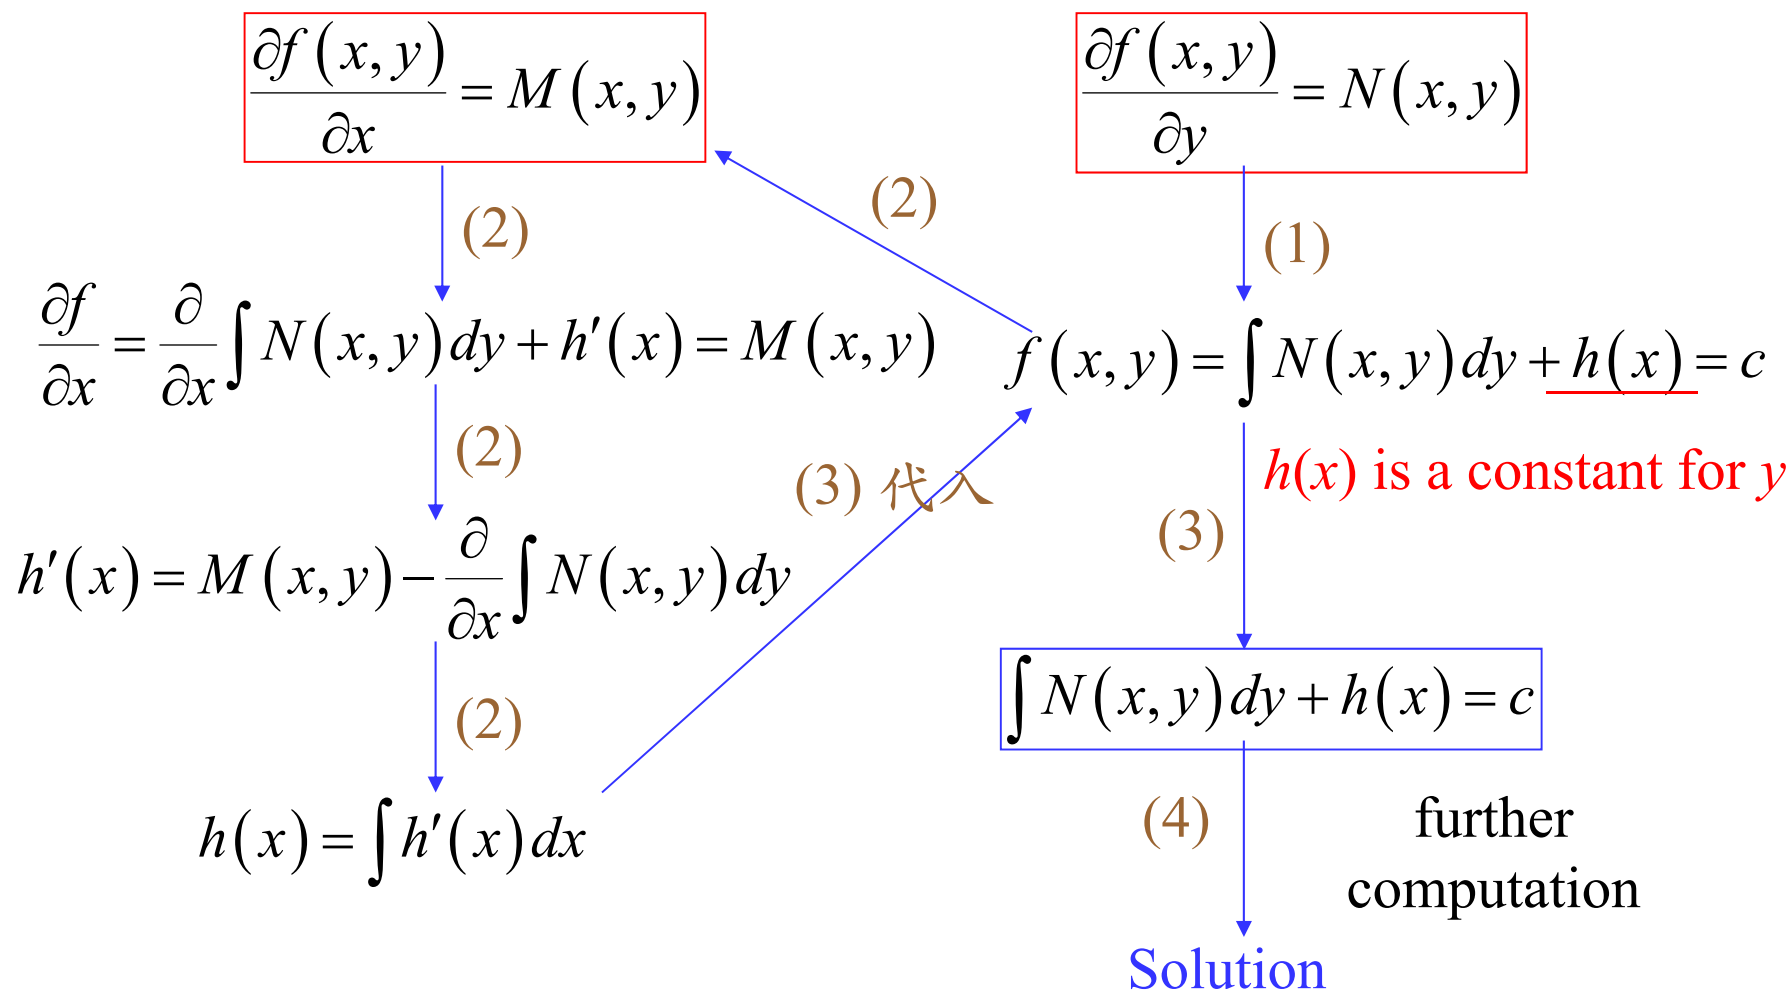 ∂f(x, y)/∂x = M(x, y)
∂f(x, y)/∂y = N(x, y)
(2)
(2)
(1)
∂f/∂x = ∂/∂x ∫ N(x, y) dy + h′(x) = M(x, y)
f(x, y) = ∫ N(x, y) dy + h(x) = c
(2)
(3) 代入
h(x) is a constant for y
(3)
h′(x) = M(x, y) − ∂/∂x ∫ N(x, y) dy
(2)
∫ N(x, y) dy + h(x) = c
h(x) = ∫ h′(x) dx
(4)
further
computation
Solution